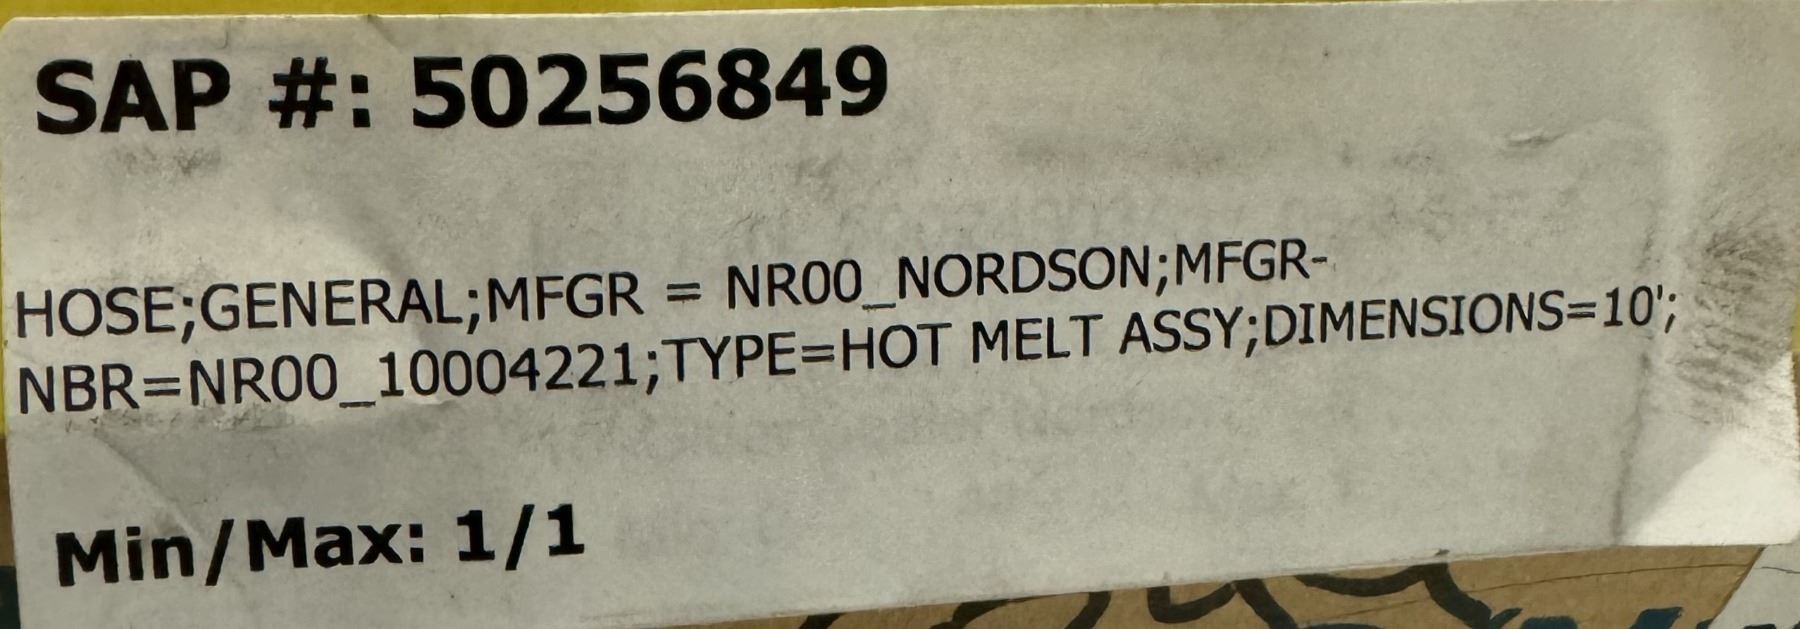 SAP #: 50256849
HOSE;GENERAL;MFGR = NR00_NORDSON;MFGR-
NBR=NR00_10004221;TYPE=HOT MELT ASSY;DIMENSIONS=10';
Min/Max: 1/1